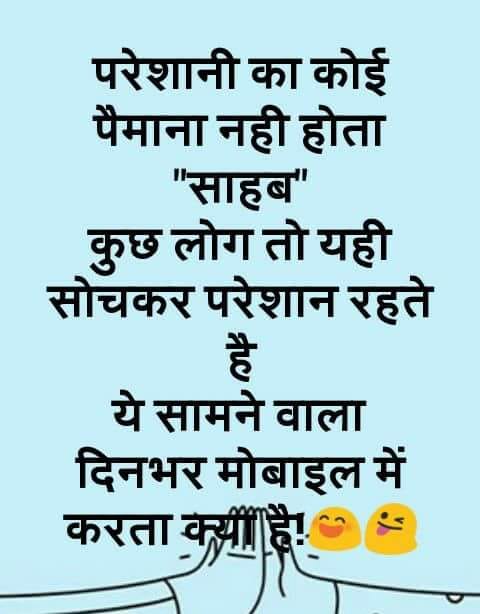 परेशानी का कोई
पैमाना नही होता
"साहब"
कुछ लोग तो यही
सोचकर परेशान रहते
है
ये सामने वाला
दिनभर मोबाइल में
करता क्या है!😄😜